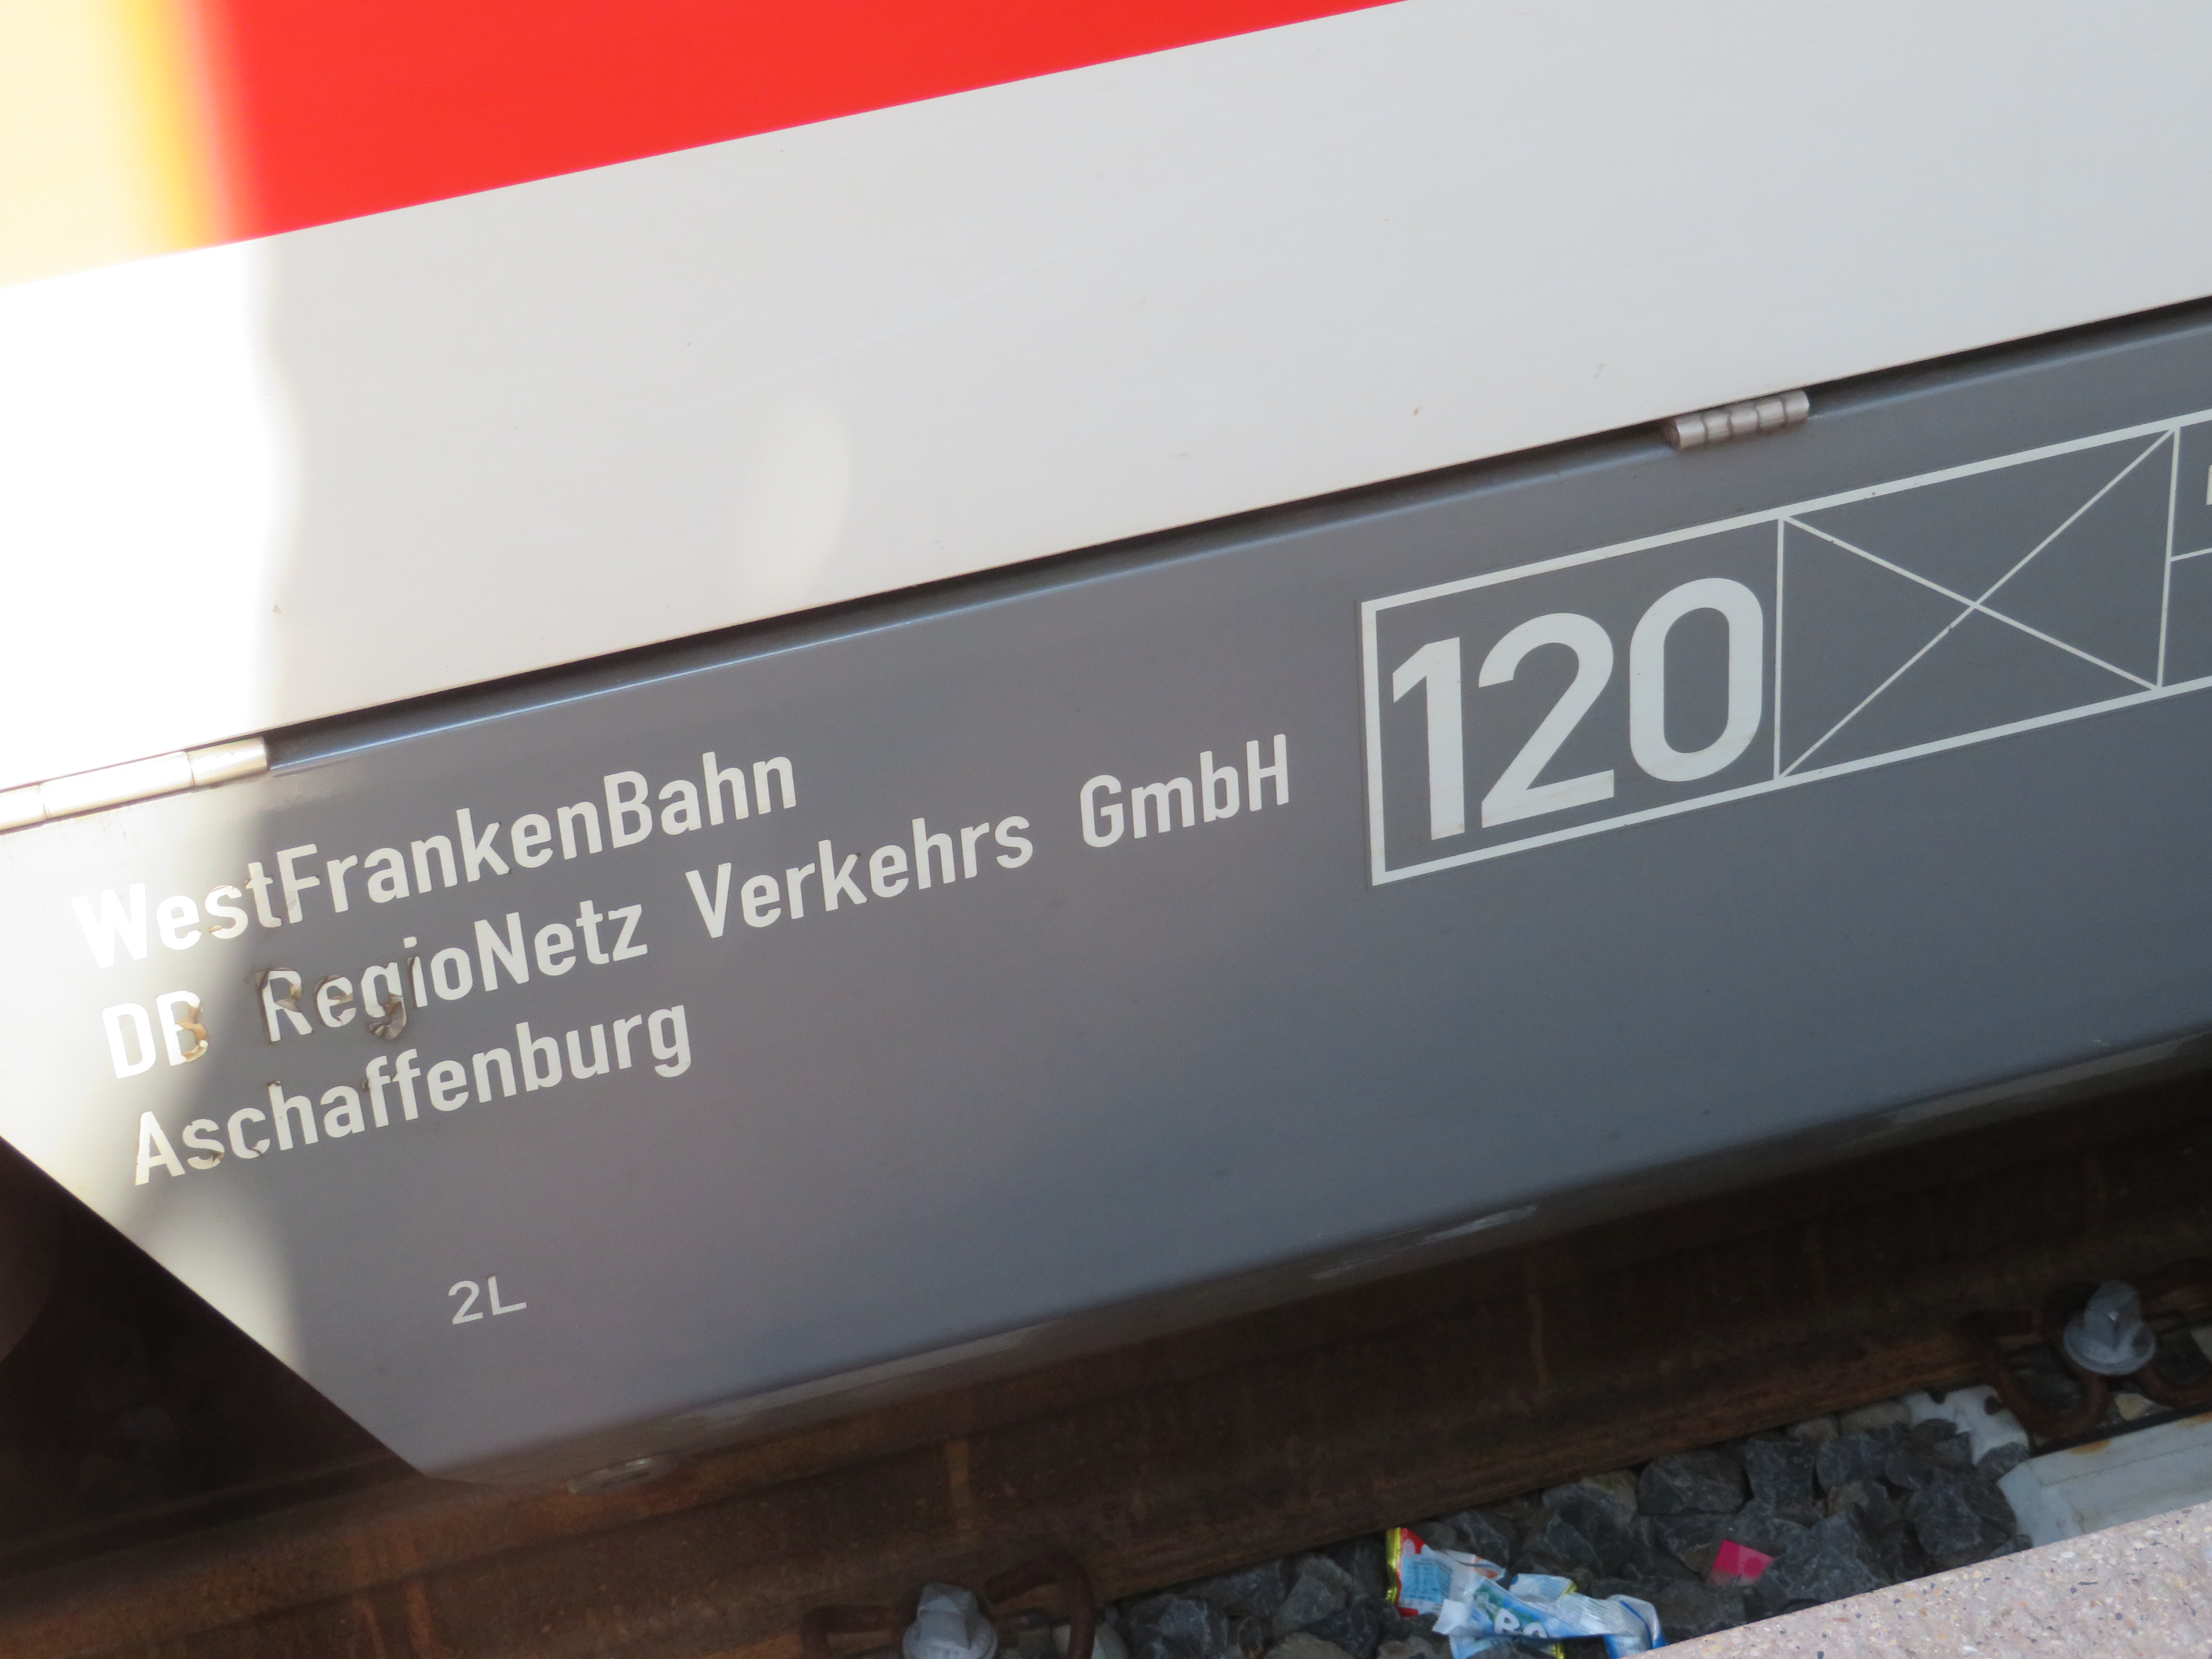 WestFrankenBahn
DB RegioNetz Verkehrs GmbH
Aschaffenburg
120
2L